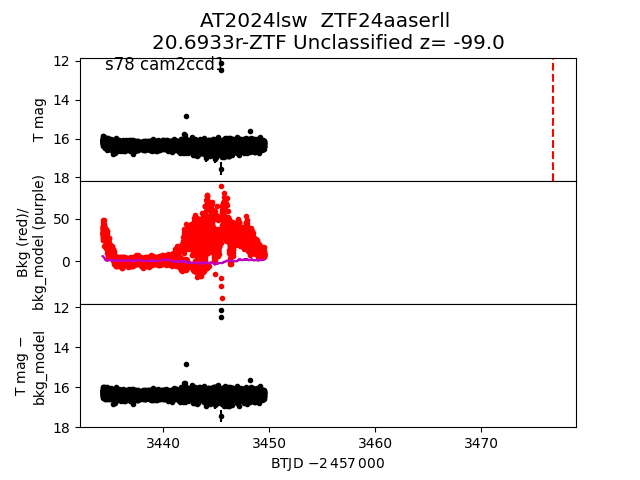 AT2024lsw ZTF24aaserll
20.6933r-ZTF Unclassified z= -99.0
s78 cam2ccd
12
14
16
18
T mag
50
0
Bkg (red)/
bkg_model (purple)
12
14
16
18
T mag −
bkg_model
3440
3450
3460
3470
BTJD −2 457 000